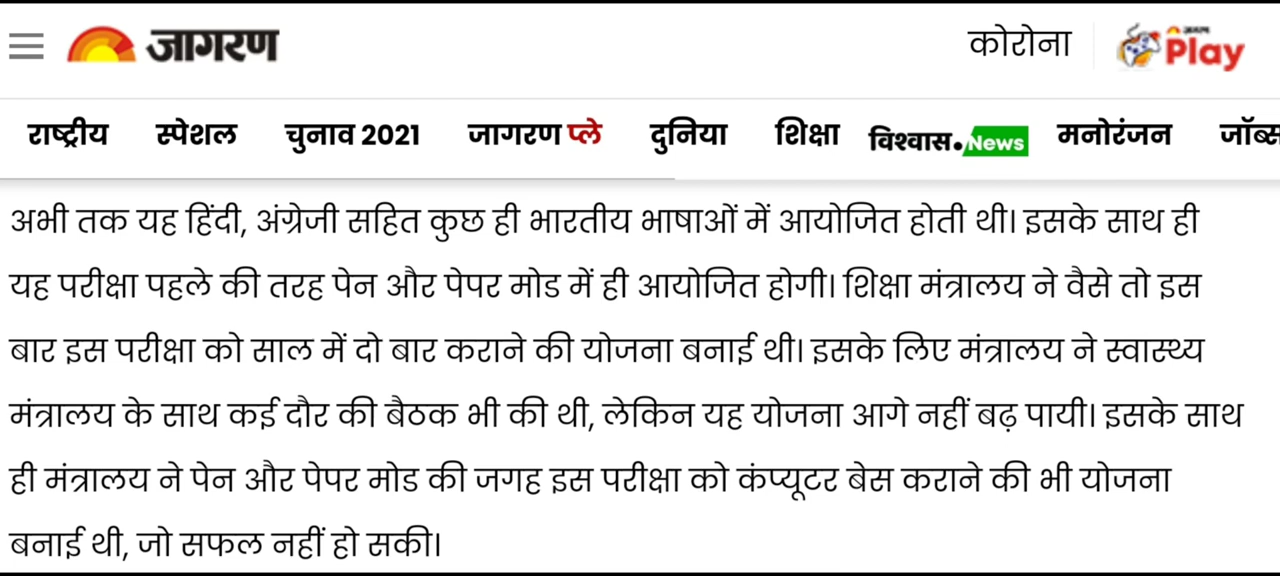 जागरण कोरोना जागरण Play
राष्ट्रीय स्पेशल चुनाव 2021 जागरण प्ले दुनिया शिक्षा विश्वास.News मनोरंजन जॉब्स
अभी तक यह हिंदी, अंग्रेजी सहित कुछ ही भारतीय भाषाओं में आयोजित होती थी। इसके साथ ही
यह परीक्षा पहले की तरह पेन और पेपर मोड में ही आयोजित होगी। शिक्षा मंत्रालय ने वैसे तो इस
बार इस परीक्षा को साल में दो बार कराने की योजना बनाई थी। इसके लिए मंत्रालय ने स्वास्थ्य
मंत्रालय के साथ कई दौर की बैठक भी की थी, लेकिन यह योजना आगे नहीं बढ़ पायी। इसके साथ
ही मंत्रालय ने पेन और पेपर मोड की जगह इस परीक्षा को कंप्यूटर बेस कराने की भी योजना
बनाई थी, जो सफल नहीं हो सकी।